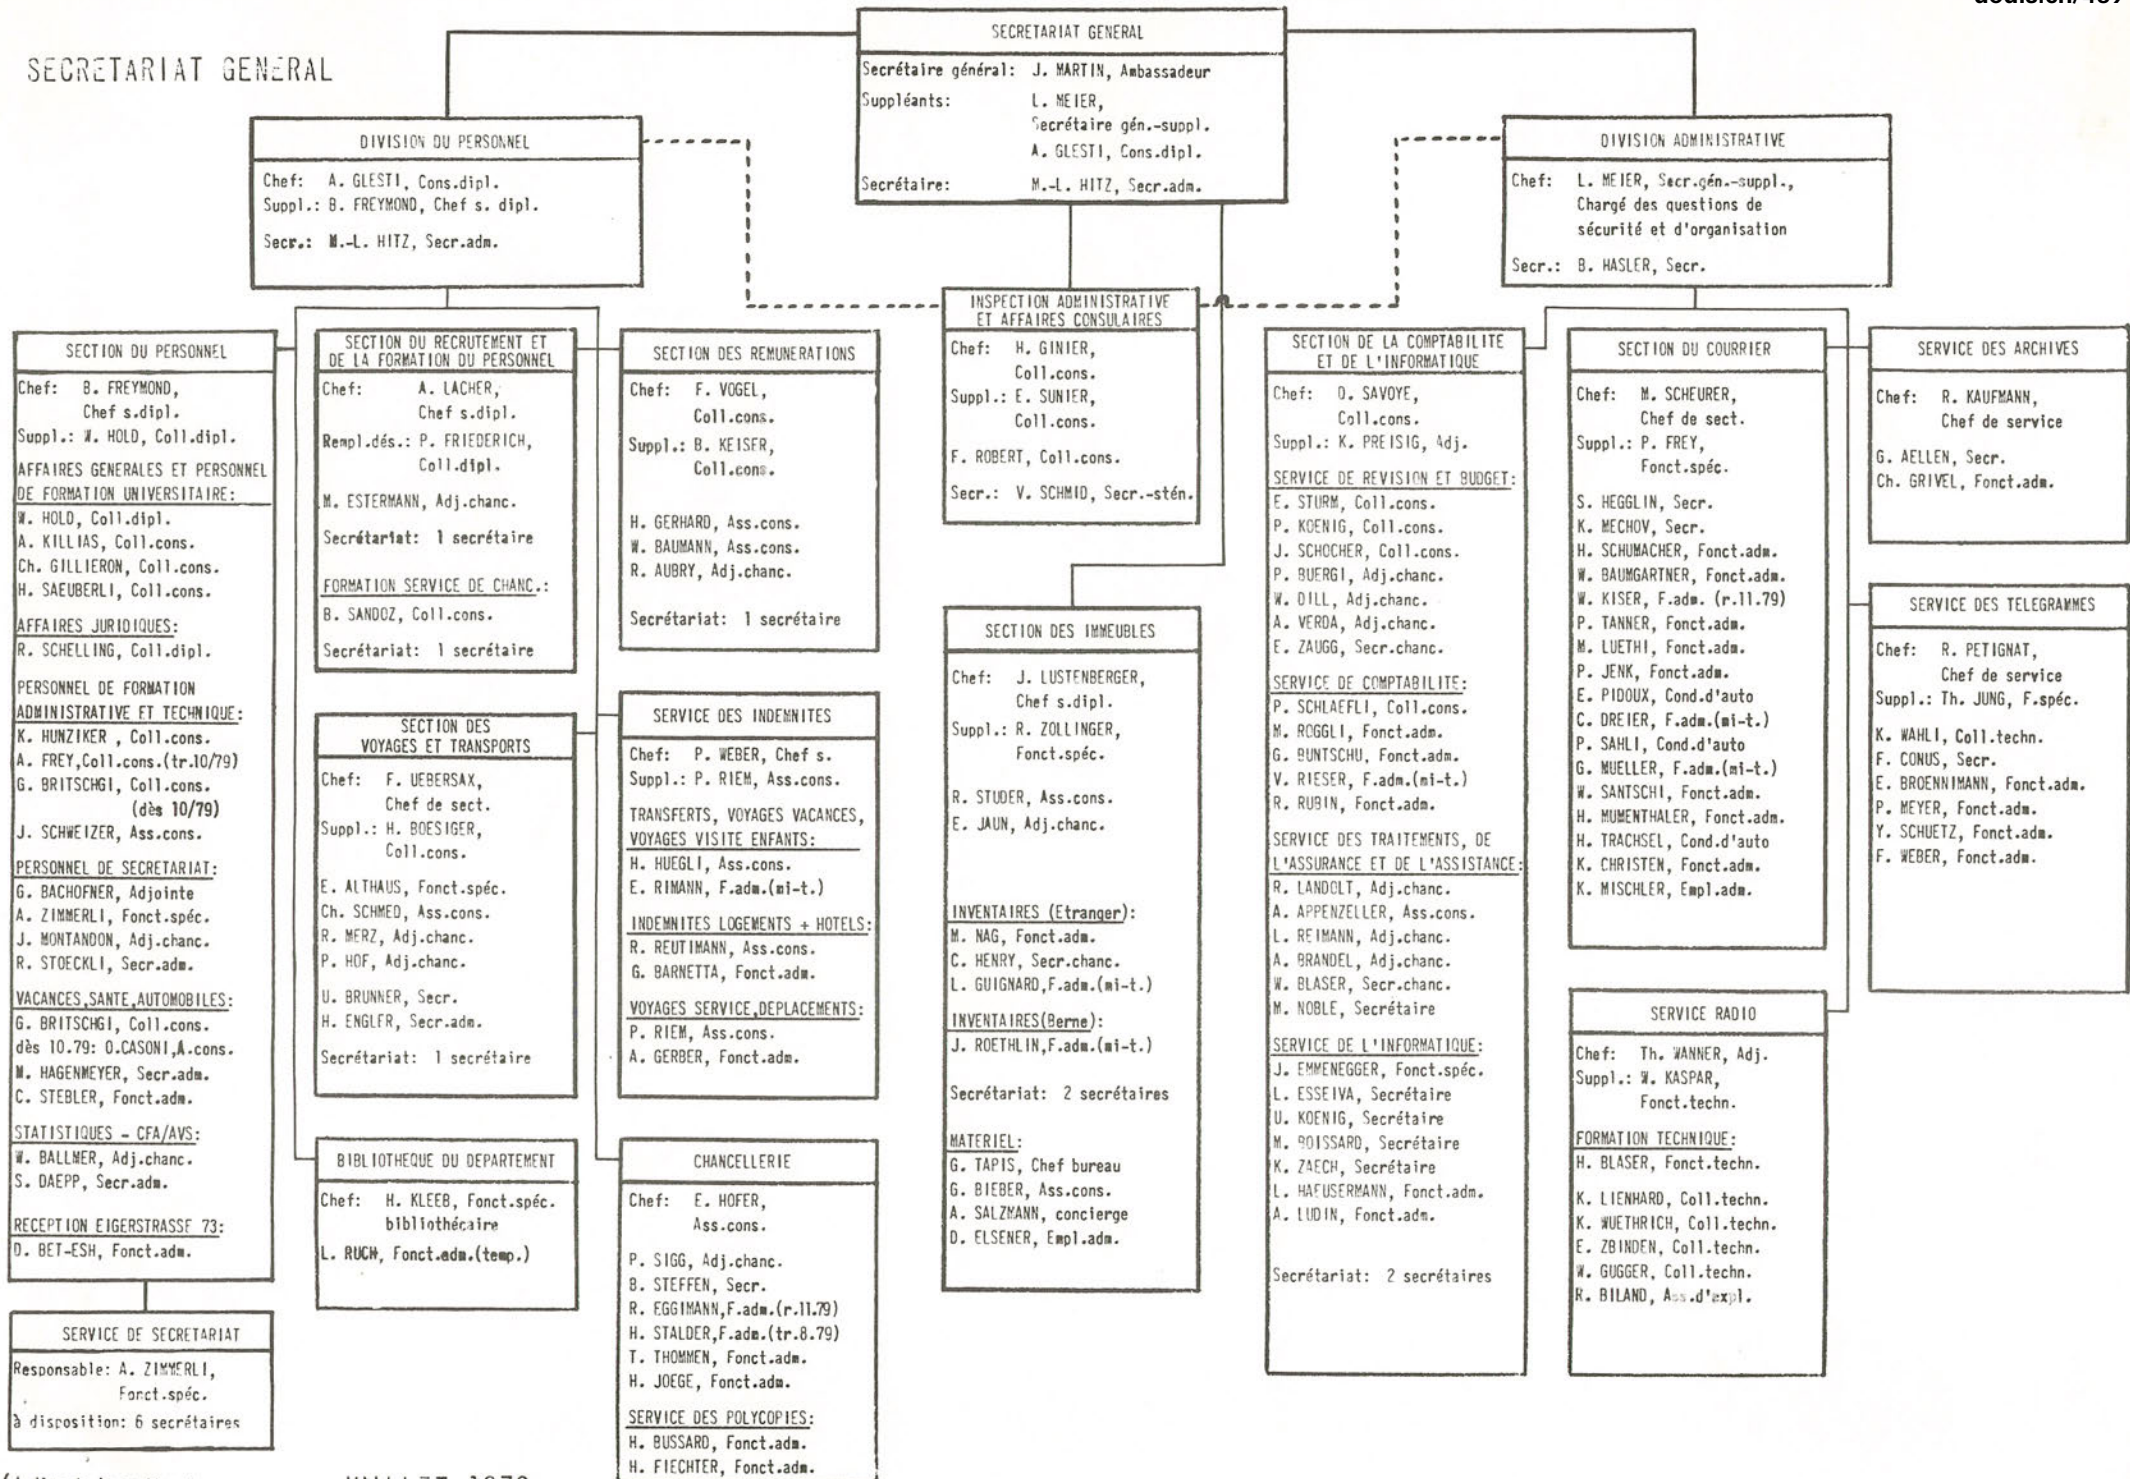 SECRETARIAT GENERAL
SECRETARIAT GENERAL
Secrétaire général: J. MARTIN, Ambassadeur
Suppléants: L. MEIER,
Secrétaire gén.-suppl.
A. GLESTI, Cons.dipl.
Secrétaire: M.-L. HITZ, Secr.adm.
DIVISION DU PERSONNEL
Chef: A. GLESTI, Cons.dipl.
Suppl.: B. FREYMOND, Chef s. dipl.
Secr.: M.-L. HITZ, Secr.adm.
DIVISION ADMINISTRATIVE
Chef: L. MEIER, Secr.gén.-suppl.,
Chargé des questions de
sécurité et d'organisation
Secr.: B. HASLER, Secr.
INSPECTION ADMINISTRATIVE
ET AFFAIRES CONSULAIRES
Chef: H. GINIER,
Coll.cons.
Suppl.: E. SUNIER,
Coll.cons.
F. ROBERT, Coll.cons.
Secr.: V. SCHMID, Secr.-stén.
SECTION DU PERSONNEL
Chef: B. FREYMOND,
Chef s.dipl.
Suppl.: W. HOLD, Coll.dipl.
AFFAIRES GENERALES ET PERSONNEL
DE FORMATION UNIVERSITAIRE:
W. HOLD, Coll.dipl.
A. KILLIAS, Coll.cons.
Ch. GILLIERON, Coll.cons.
H. SAEUBERLI, Coll.cons.
AFFAIRES JURIDIQUES:
R. SCHELLING, Coll.dipl.
PERSONNEL DE FORMATION
ADMINISTRATIVE ET TECHNIQUE:
K. HUNZIKER , Coll.cons.
A. FREY,Coll.cons.(tr.10/79)
G. BRITSCHGI, Coll.cons.
(dès 10/79)
J. SCHWEIZER, Ass.cons.
PERSONNEL DE SECRETARIAT:
G. BACHOFNER, Adjointe
A. ZIMMERLI, Fonct.spéc.
J. MONTANDON, Adj.chanc.
R. STOECKLI, Secr.adm.
VACANCES,SANTE,AUTOMOBILES:
G. BRITSCHGI, Coll.cons.
dès 10.79: O.CASONI,A.cons.
M. HAGENMEYER, Secr.adm.
C. STEBLER, Fonct.adm.
STATISTIQUES - CFA/AVS:
W. BALLMER, Adj.chanc.
S. DAEPP, Secr.adm.
RECEPTION EIGERSTRASSE 73:
D. BET-ESH, Fonct.adm.
SERVICE DE SECRETARIAT
Responsable: A. ZIMMERLI,
Fonct.spéc.
à disposition: 6 secrétaires
SECTION DU RECRUTEMENT ET
DE LA FORMATION DU PERSONNEL
Chef: A. LACHER,
Chef s.dipl.
Rempl.dés.: P. FRIEDERICH,
Coll.dipl.
M. ESTERMANN, Adj.chanc.
Secrétariat: 1 secrétaire
FORMATION SERVICE DE CHANC.:
B. SANDOZ, Coll.cons.
Secrétariat: 1 secrétaire
SECTION DES
VOYAGES ET TRANSPORTS
Chef: F. UEBERSAX,
Chef de sect.
Suppl.: H. BOESIGER,
Coll.cons.
E. ALTHAUS, Fonct.spéc.
Ch. SCHMED, Ass.cons.
R. MERZ, Adj.chanc.
P. HOF, Adj.chanc.
U. BRUNNER, Secr.
H. ENGLER, Secr.adm.
Secrétariat: 1 secrétaire
BIBLIOTHEQUE DU DEPARTEMENT
Chef: H. KLEEB, Fonct.spéc.
bibliothécaire
L. RUCH, Fonct.adm.(temp.)
SECTION DES REMUNERATIONS
Chef: F. VOGEL,
Coll.cons.
Suppl.: B. KEISER,
Coll.cons.
H. GERHARD, Ass.cons.
W. BAUMANN, Ass.cons.
R. AUBRY, Adj.chanc.
Secrétariat: 1 secrétaire
SERVICE DES INDEMNITES
Chef: P. WEBER, Chef s.
Suppl.: P. RIEM, Ass.cons.
TRANSFERTS, VOYAGES VACANCES,
VOYAGES VISITE ENFANTS:
H. HUEGLI, Ass.cons.
E. RIMANN, F.adm.(mi-t.)
INDEMNITES LOGEMENTS + HOTELS:
R. REUTIMANN, Ass.cons.
G. BARNETTA, Fonct.adm.
VOYAGES SERVICE,DEPLACEMENTS:
P. RIEM, Ass.cons.
A. GERBER, Fonct.adm.
CHANCELLERIE
Chef: E. HOFER,
Ass.cons.
P. SIGG, Adj.chanc.
B. STEFFEN, Secr.
R. EGGIMANN,F.adm.(r.11.79)
H. STALDER,F.adm.(tr.8.79)
T. THOMMEN, Fonct.adm.
H. JOEGE, Fonct.adm.
SERVICE DES POLYCOPIES:
H. BUSSARD, Fonct.adm.
H. FIECHTER, Fonct.adm.
SECTION DES IMMEUBLES
Chef: J. LUSTENBERGER,
Chef s.dipl.
Suppl.: R. ZOLLINGER,
Fonct.spéc.
R. STUDER, Ass.cons.
E. JAUN, Adj.chanc.
INVENTAIRES (Etranger):
M. NAG, Fonct.adm.
C. HENRY, Secr.chanc.
L. GUIGNARD,F.adm.(mi-t.)
INVENTAIRES(Berne):
J. ROETHLIN,F.adm.(mi-t.)
Secrétariat: 2 secrétaires
MATERIEL:
G. TAPIS, Chef bureau
G. BIEBER, Ass.cons.
A. SALZMANN, concierge
D. ELSENER, Empl.adm.
SECTION DE LA COMPTABILITE
ET DE L'INFORMATIQUE
Chef: O. SAVOYE,
Coll.cons.
Suppl.: K. PREISIG, Adj.
SERVICE DE REVISION ET BUDGET:
E. STURM, Coll.cons.
P. KOENIG, Coll.cons.
J. SCHOCHER, Coll.cons.
P. BUERGI, Adj.chanc.
W. DILL, Adj.chanc.
A. VERDA, Adj.chanc.
E. ZAUGG, Secr.chanc.
SERVICE DE COMPTABILITE:
P. SCHLAEFLI, Coll.cons.
M. ROGGLI, Fonct.adm.
G. BUNTSCHU, Fonct.adm.
V. RIESER, F.adm.(mi-t.)
R. RUBIN, Fonct.adm.
SERVICE DES TRAITEMENTS, DE
L'ASSURANCE ET DE L'ASSISTANCE:
R. LANDOLT, Adj.chanc.
A. APPENZELLER, Ass.cons.
L. REIMANN, Adj.chanc.
A. BRANDEL, Adj.chanc.
W. BLASER, Secr.chanc.
M. NOBLE, Secrétaire
SERVICE DE L'INFORMATIQUE:
J. EMMENEGGER, Fonct.spéc.
L. ESSEIVA, Secrétaire
U. KOENIG, Secrétaire
M. BOISSARD, Secrétaire
K. ZAECH, Secrétaire
L. HAEUSERMANN, Fonct.adm.
A. LUDIN, Fonct.adm.
Secrétariat: 2 secrétaires
SECTION DU COURRIER
Chef: M. SCHEURER,
Chef de sect.
Suppl.: P. FREY,
Fonct.spéc.
S. HEGGLIN, Secr.
K. MECHOV, Secr.
H. SCHUMACHER, Fonct.adm.
W. BAUMGARTNER, Fonct.adm.
W. KISER, F.adm. (r.11.79)
P. TANNER, Fonct.adm.
M. LUETHI, Fonct.adm.
P. JENK, Fonct.adm.
E. PIDOUX, Cond.d'auto
C. DREIER, F.adm.(mi-t.)
P. SAHLI, Cond.d'auto
G. MUELLER, F.adm.(mi-t.)
W. SANTSCHI, Fonct.adm.
H. MUMENTHALER, Fonct.adm.
H. TRACHSEL, Cond.d'auto
K. CHRISTEN, Fonct.adm.
K. MISCHLER, Empl.adm.
SERVICE RADIO
Chef: Th. WANNER, Adj.
Suppl.: W. KASPAR,
Fonct.techn.
FORMATION TECHNIQUE:
H. BLASER, Fonct.techn.
K. LIENHARD, Coll.techn.
K. WUETHRICH, Coll.techn.
E. ZBINDEN, Coll.techn.
W. GUGGER, Coll.techn.
R. BILAND, Ass.d'expl.
SERVICE DES ARCHIVES
Chef: R. KAUFMANN,
Chef de service
G. AELLEN, Secr.
Ch. GRIVEL, Fonct.adm.
SERVICE DES TELEGRAMMES
Chef: R. PETIGNAT,
Chef de service
Suppl.: Th. JUNG, F.spéc.
K. WAHLI, Coll.techn.
F. CONUS, Secr.
E. BROENNIMANN, Fonct.adm.
P. MEYER, Fonct.adm.
Y. SCHUETZ, Fonct.adm.
F. WEBER, Fonct.adm.